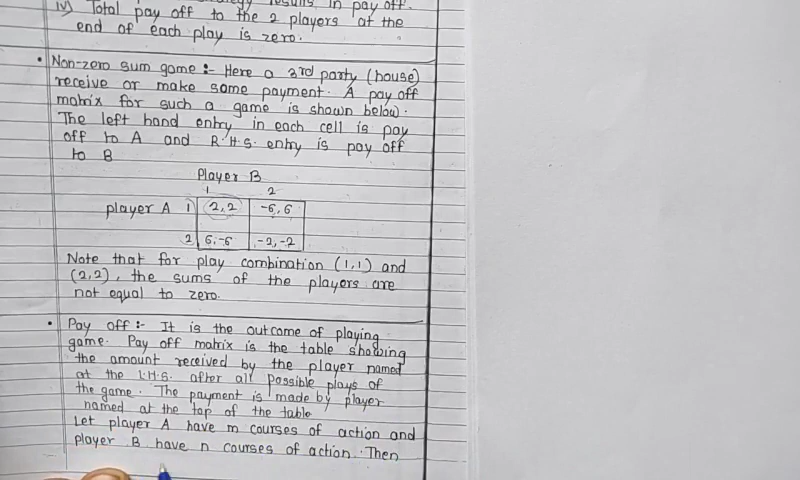 results in pay off.
iv) Total pay off to the 2 players at the
end of each play is zero.
• Non-zero sum game :- Here a 3rd party (house)
receive or make some payment. A pay off
matrix for such a game is shown below.
The left hand entry in each cell is pay
off to A and R.H.S. entry is pay off
to B
Player B
1 2
player A 1 2,2 -6,6
2 6,-6 -2,-2
Note that for play combination (1,1) and
(2,2), the sums of the players are
not equal to zero.
• Pay off :- It is the outcome of playing
game. Pay off matrix is the table showing
the amount received by the player named
at the L.H.S. after all possible plays of
the game. The payment is made by player
named at the top of the table
Let player A have m courses of action and
player B have n courses of action. Then